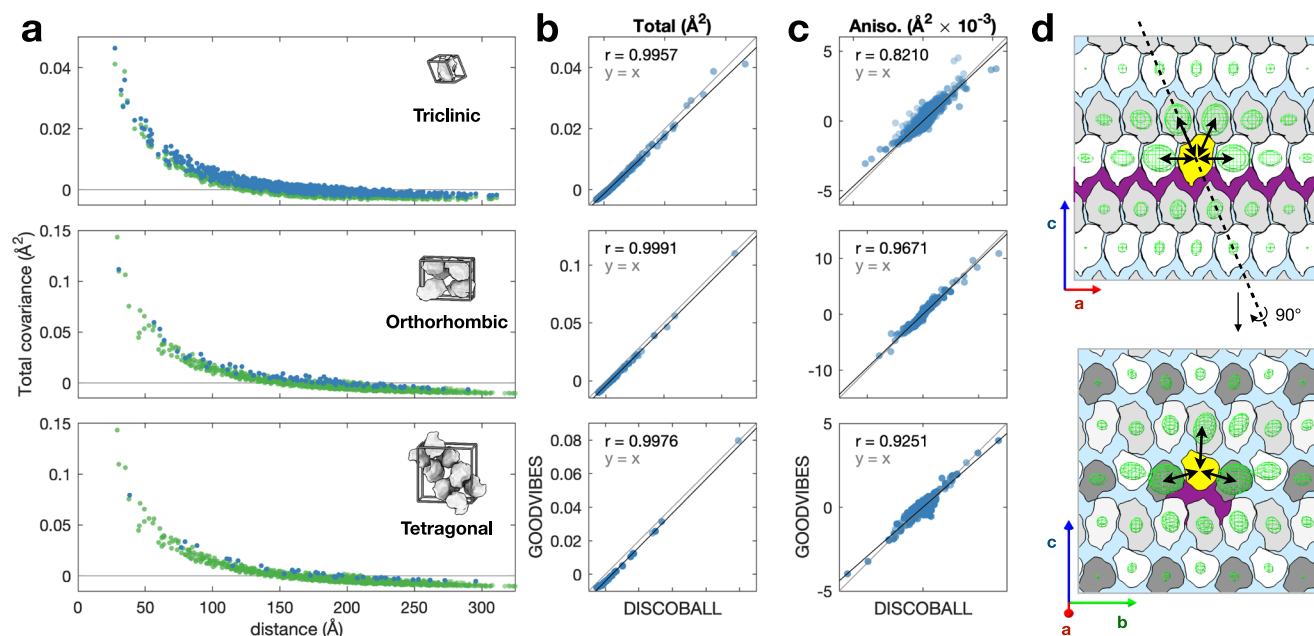 a
b
c
d
Total (Å²)
Aniso. (Å² × 10⁻³)
Total covariance (Å²)
0.04
0.02
0
Triclinic
0.15
0.1
0.05
0
Orthorhombic
0.15
0.1
0.05
0
Tetragonal
0 50 100 150 200 250 300
distance (Å)
GOODVIBES
r = 0.9957
y = x
0.04
0.02
0
r = 0.9991
y = x
0.1
0.05
0
r = 0.9976
y = x
0.08
0.06
0.04
0.02
0
DISCOBALL
GOODVIBES
r = 0.8210
y = x
5
0
-5
r = 0.9671
y = x
10
0
-10
r = 0.9251
y = x
5
0
-5
DISCOBALL
c
a
90°
c
a
b